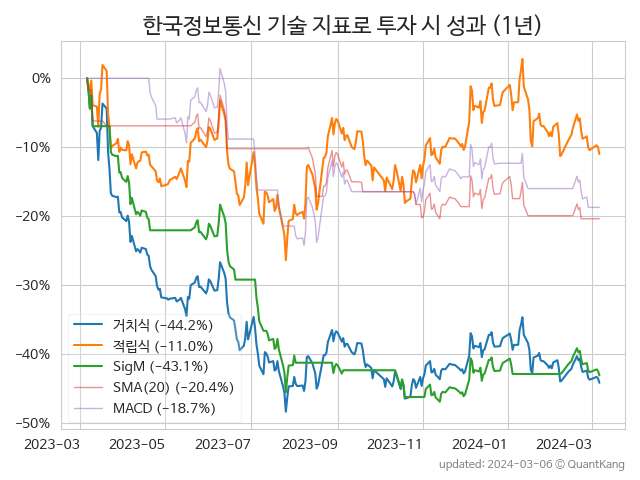 한국정보통신 기술 지표로 투자 시 성과 (1년)
0%
−10%
−20%
−30%
−40%
−50%
거치식 (−44.2%)
적립식 (−11.0%)
SigM (−43.1%)
SMA(20) (−20.4%)
MACD (−18.7%)
2023−03 2023−05 2023−07 2023−09 2023−11 2024−01 2024−03
updated: 2024-03-06 ⓒ QuantKang